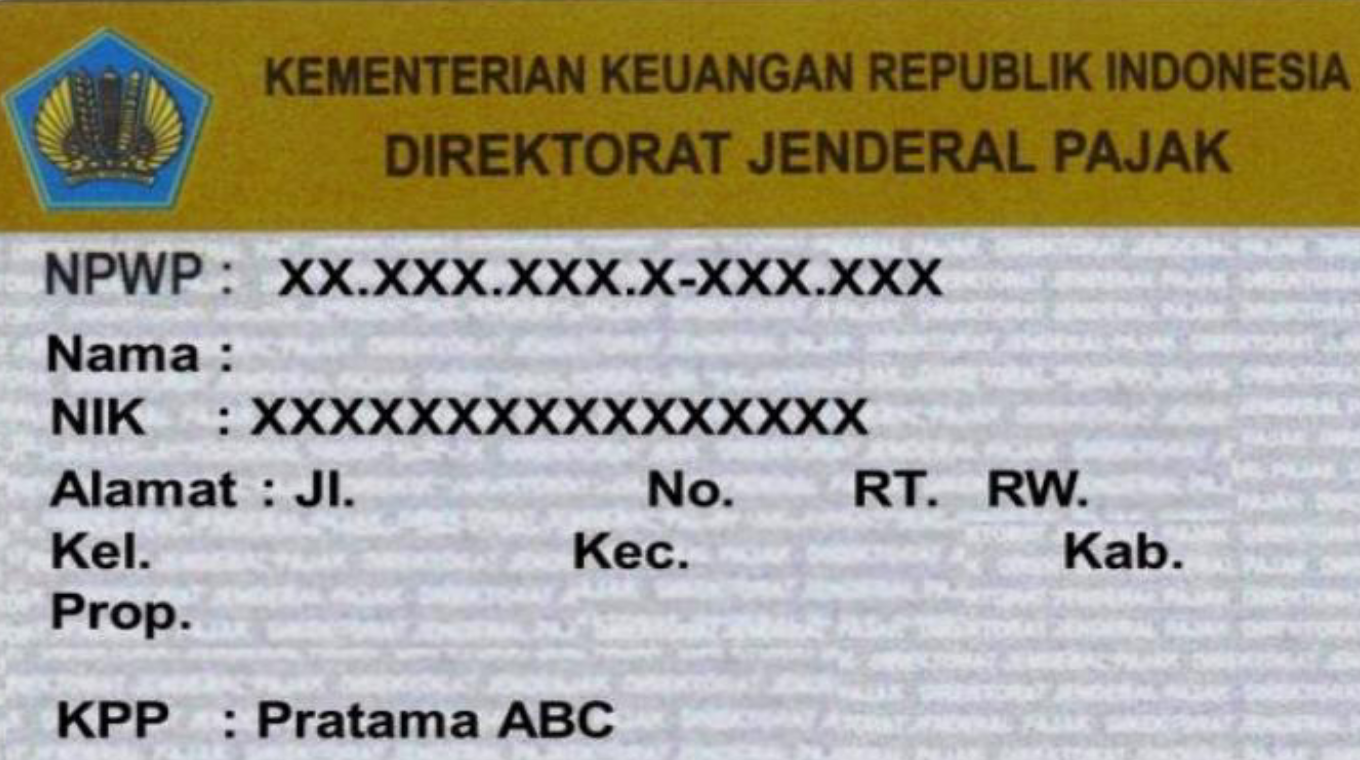 KEMENTERIAN KEUANGAN REPUBLIK INDONESIA
DIREKTORAT JENDERAL PAJAK
NPWP : XX.XXX.XXX.X-XXX.XXX
Nama :
NIK : XXXXXXXXXXXXXXXX
Alamat : Jl. No. RT. RW.
Kel. Kec. Kab.
Prop.
KPP : Pratama ABC